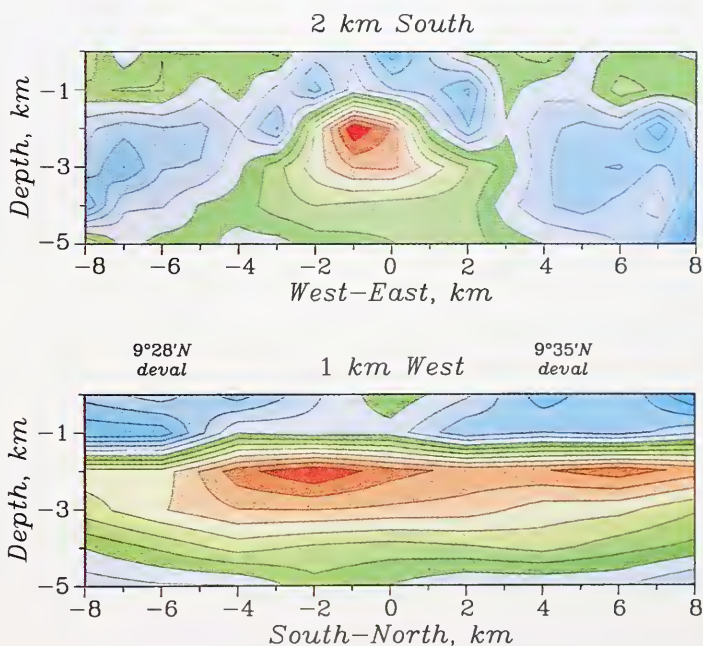 2 km South
Depth, km
-1
-3
-5
-8 -6 -4 -2 0 2 4 6 8
West-East, km
9°28'N
deval
1 km West
9°35'N
deval
Depth, km
-1
-3
-5
-8 -6 -4 -2 0 2 4 6 8
South-North, km